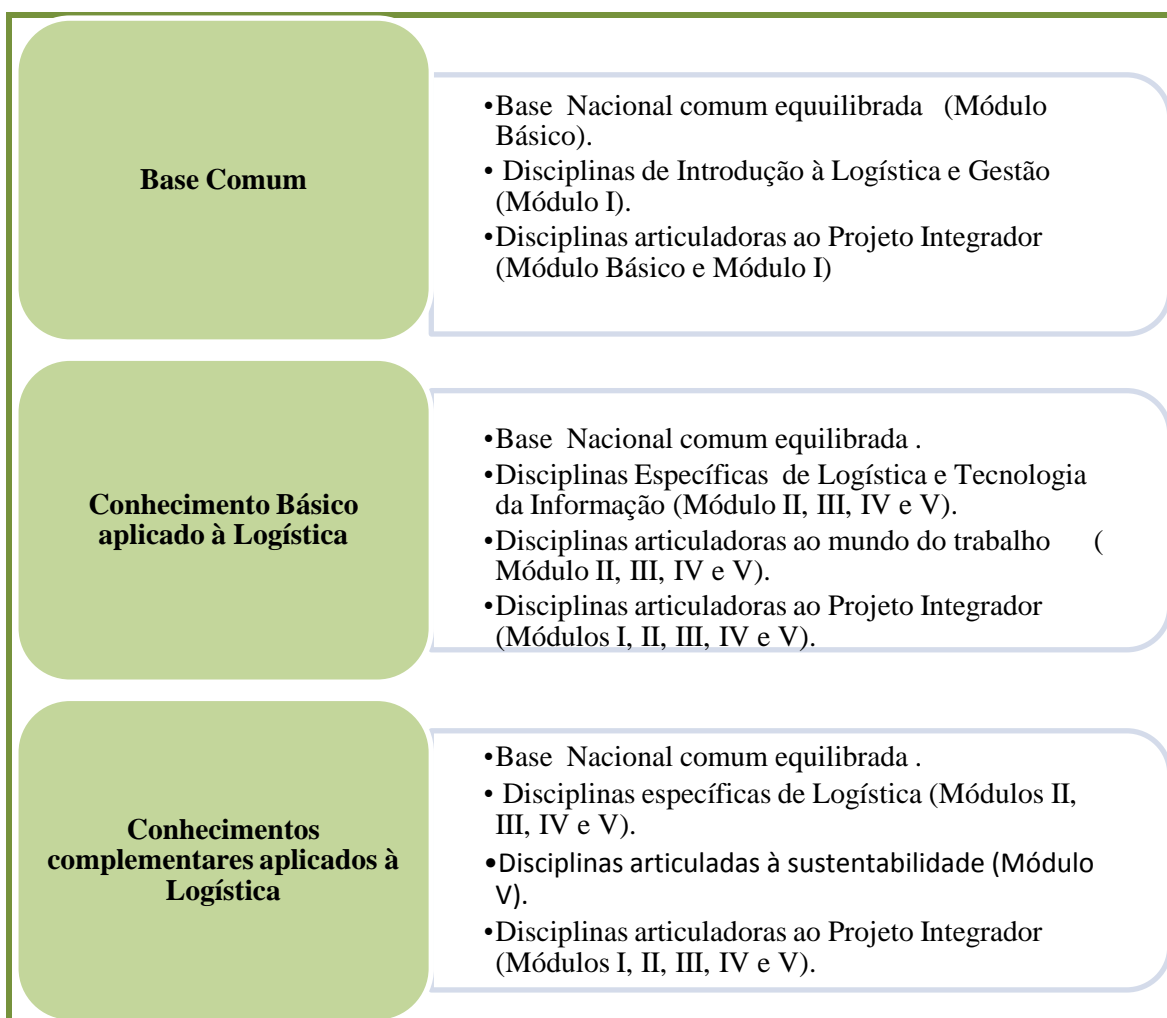 Base Comum
•Base Nacional comum equuilibrada (Módulo
Básico).
• Disciplinas de Introdução à Logística e Gestão
(Módulo I).
•Disciplinas articuladoras ao Projeto Integrador
(Módulo Básico e Módulo I)
Conhecimento Básico
aplicado à Logística
•Base Nacional comum equilibrada .
•Disciplinas Específicas de Logística e Tecnologia
da Informação (Módulo II, III, IV e V).
•Disciplinas articuladoras ao mundo do trabalho (
Módulo II, III, IV e V).
•Disciplinas articuladoras ao Projeto Integrador
(Módulos I, II, III, IV e V).
Conhecimentos
complementares aplicados à
Logística
•Base Nacional comum equilibrada .
• Disciplinas específicas de Logística (Módulos II,
III, IV e V).
•Disciplinas articuladas à sustentabilidade (Módulo
V).
•Disciplinas articuladoras ao Projeto Integrador
(Módulos I, II, III, IV e V).